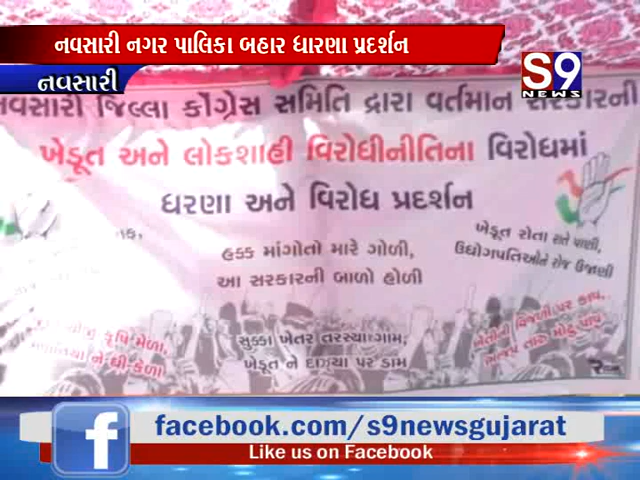 નવસારી નગર પાલિકા બહાર ધારણા પ્રદર્શન
નવસારી
S9
NEWS
નવસારી જિલ્લા કોંગ્રેસ સમિતિ દ્વારા વર્તમાન સરકારની
ખેડૂત અને લોકશાહી વિરોધીનીતિના વિરોધમાં
ધરણા અને વિરોધ પ્રદર્શન
હક્ક માંગોતો મારે ગોળી,
આ સરકારની બાળો હોળી
ખેડૂત રોતા રાતે પાણી,
ઉદ્યોગપતિઓને રોજ ઉજાણી
કૃષિ મેળા,
ને ઘી-કેળા
સુક્કા ખેતર તરસ્યા ગામ,
ખેડૂત ને દાઝ્યા પર ડામ
ખેતીની વિજળી પર કાપ,
તારુ મોટુ પાપ
facebook.com/s9newsgujarat
Like us on Facebook